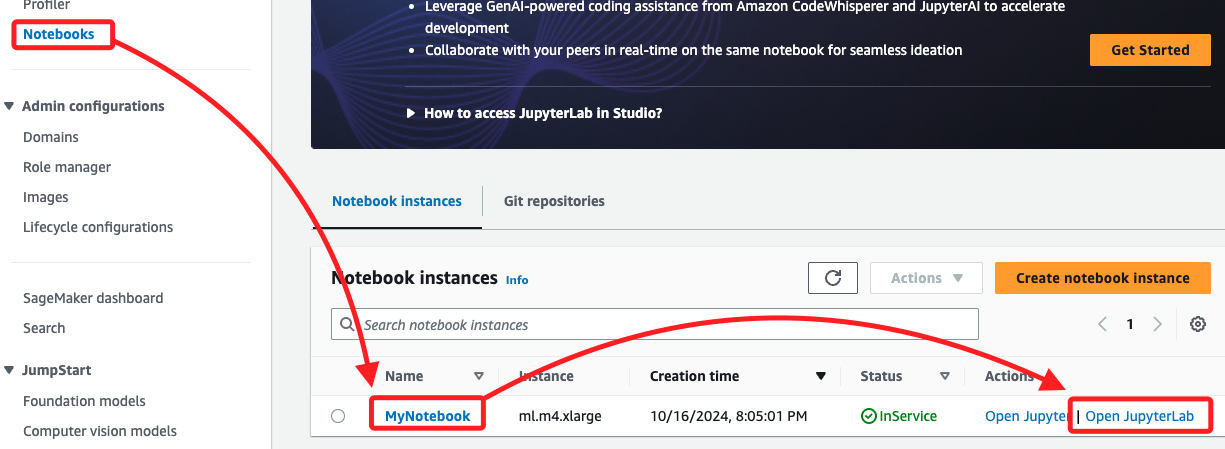 Profiler
Notebooks
Admin configurations
Domains
Role manager
Images
Lifecycle configurations
SageMaker dashboard
Search
JumpStart
Foundation models
Computer vision models
Leverage GenAI-powered coding assistance from Amazon CodeWhisperer and JupyterAI to accelerate
development
Collaborate with your peers in real-time on the same notebook for seamless ideation
Get Started
How to access JupyterLab in Studio?
Notebook instances
Git repositories
Notebook instances Info
Actions
Create notebook instance
Search notebook instances
1
Name Instance Creation time Status Actions
MyNotebook ml.m4.xlarge 10/16/2024, 8:05:01 PM InService Open Jupyter | Open JupyterLab